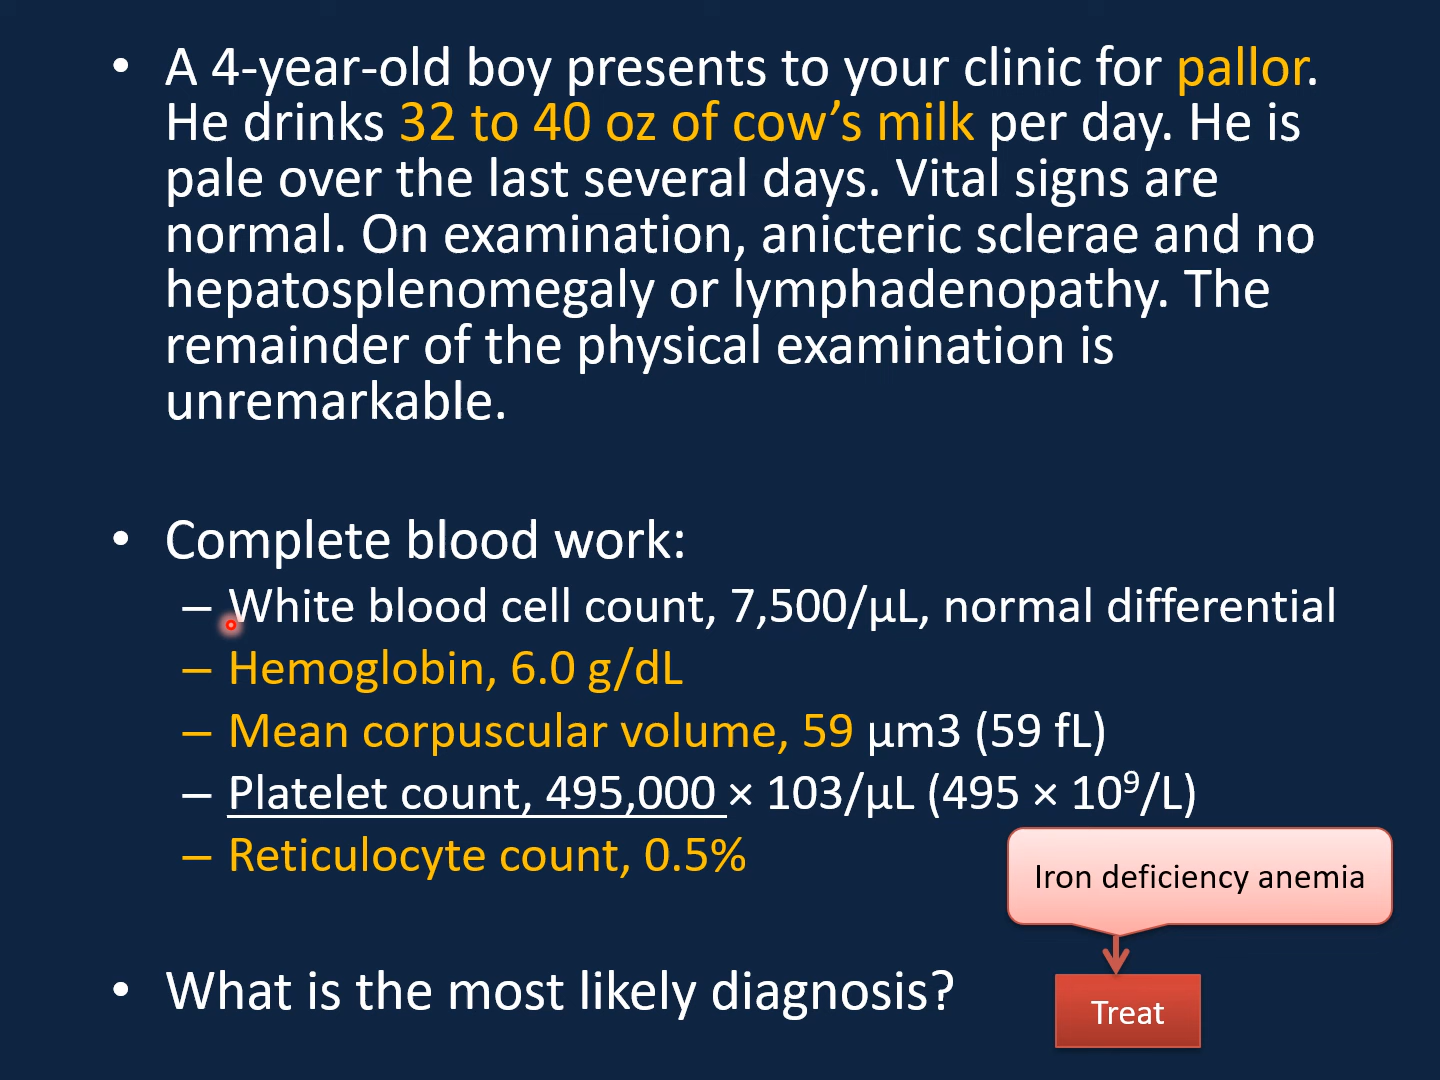 • A 4-year-old boy presents to your clinic for pallor.
He drinks 32 to 40 oz of cow’s milk per day. He is
pale over the last several days. Vital signs are
normal. On examination, anicteric sclerae and no
hepatosplenomegaly or lymphadenopathy. The
remainder of the physical examination is
unremarkable.
• Complete blood work:
– White blood cell count, 7,500/μL, normal differential
– Hemoglobin, 6.0 g/dL
– Mean corpuscular volume, 59 μm3 (59 fL)
– Platelet count, 495,000 × 103/μL (495 × 10⁹/L)
– Reticulocyte count, 0.5%
Iron deficiency anemia
• What is the most likely diagnosis?
Treat